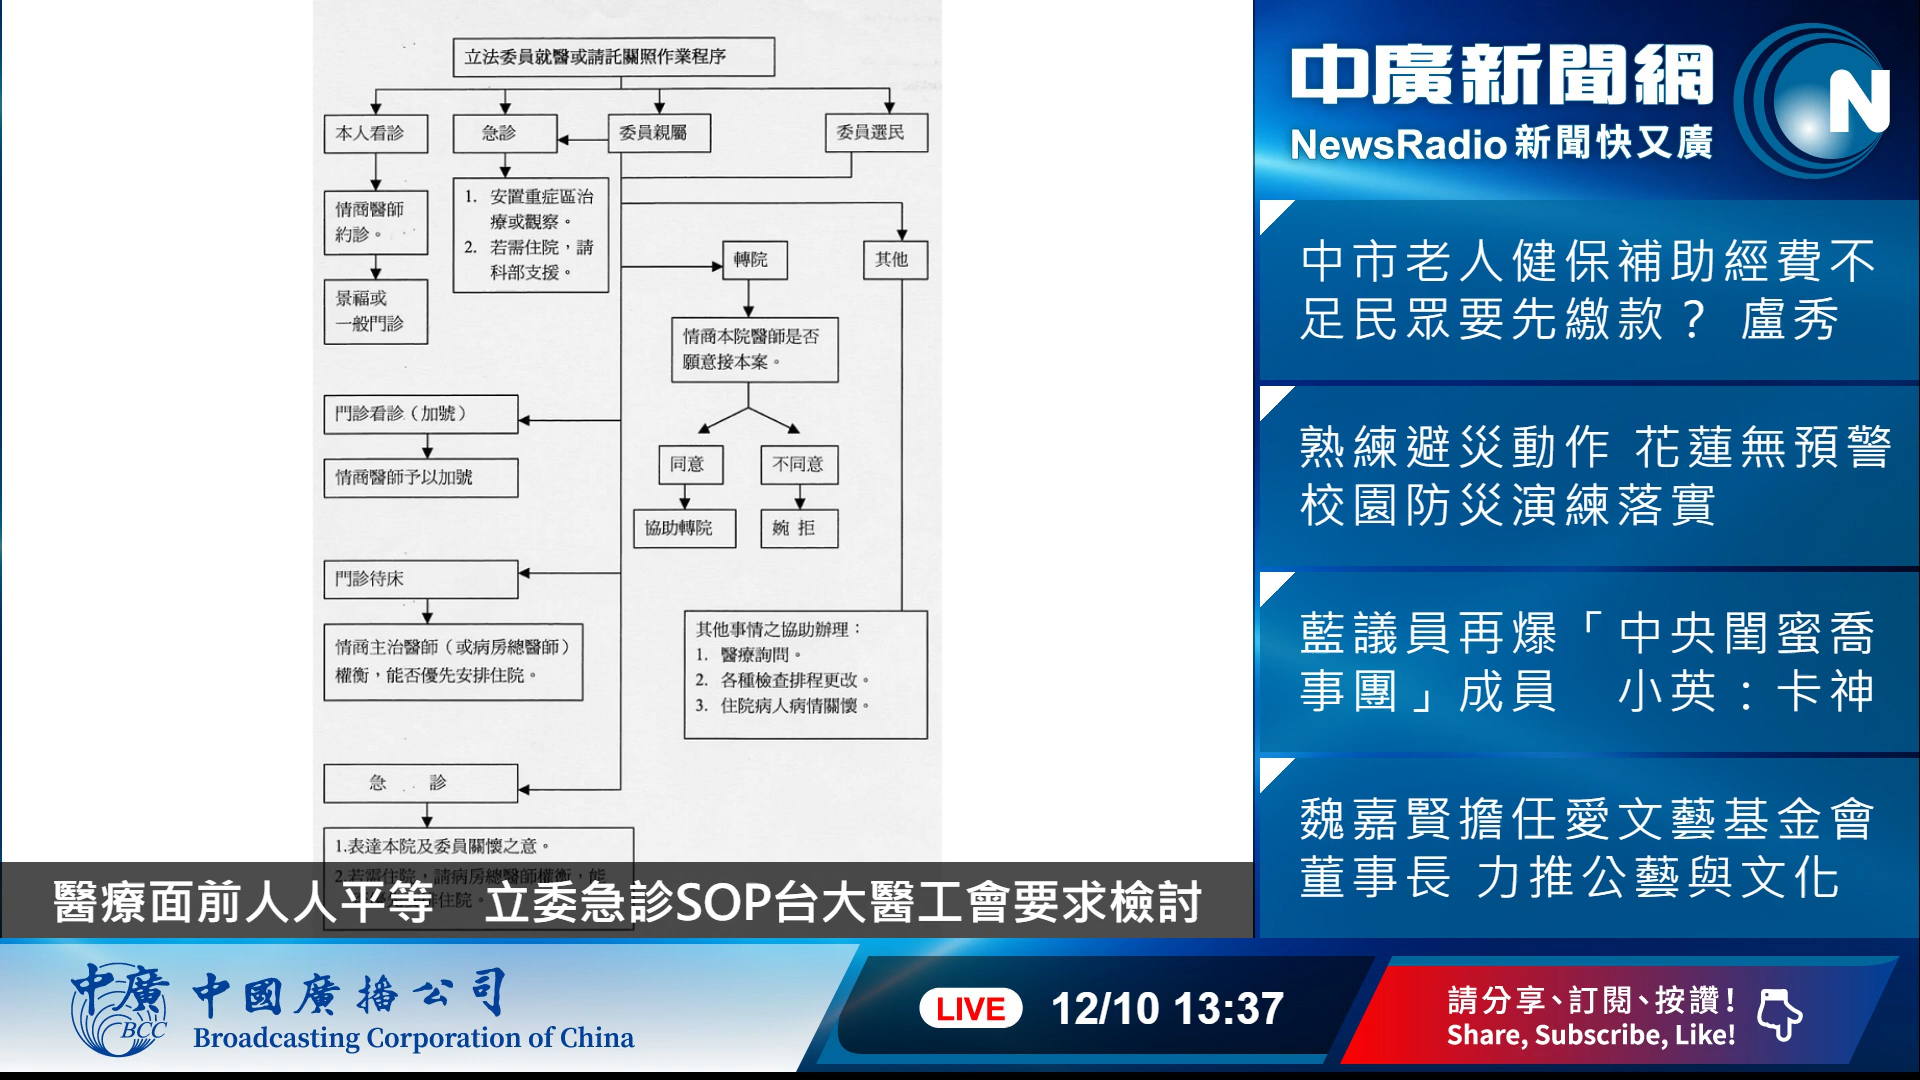 立法委員就醫或請託關照作業程序
本人看診
急診
委員親屬
委員選民
情商醫師
約診。
景福或
一般門診
1. 安置重症區治
療或觀察。
2. 若需住院，請
科部支援。
轉院
其他
情商本院醫師是否
願意接本案。
同意
不同意
協助轉院
婉 拒
門診看診（加號）
情商醫師予以加號
門診待床
情商主治醫師（或病房總醫師）
權衡，能否優先安排住院。
其他事情之協助辦理：
1. 醫療詢問。
2. 各種檢查排程更改。
3. 住院病人病情關懷。
急 診
1.表達本院及委員關懷之意。
2.若需住院，請病房總醫師權衡，能
醫療面前人人平等 立委急診SOP台大醫工會要求檢討
中廣新聞網
NewsRadio 新聞快又廣
N
中市老人健保補助經費不
足民眾要先繳款？ 盧秀
熟練避災動作 花蓮無預警
校園防災演練落實
藍議員再爆「中央閨蜜喬
事團」成員 小英：卡神
魏嘉賢擔任愛文藝基金會
董事長 力推公藝與文化
中廣
BCC
中國廣播公司
Broadcasting Corporation of China
LIVE
12/10 13:37
請分享、訂閱、按讚！
Share, Subscribe, Like!